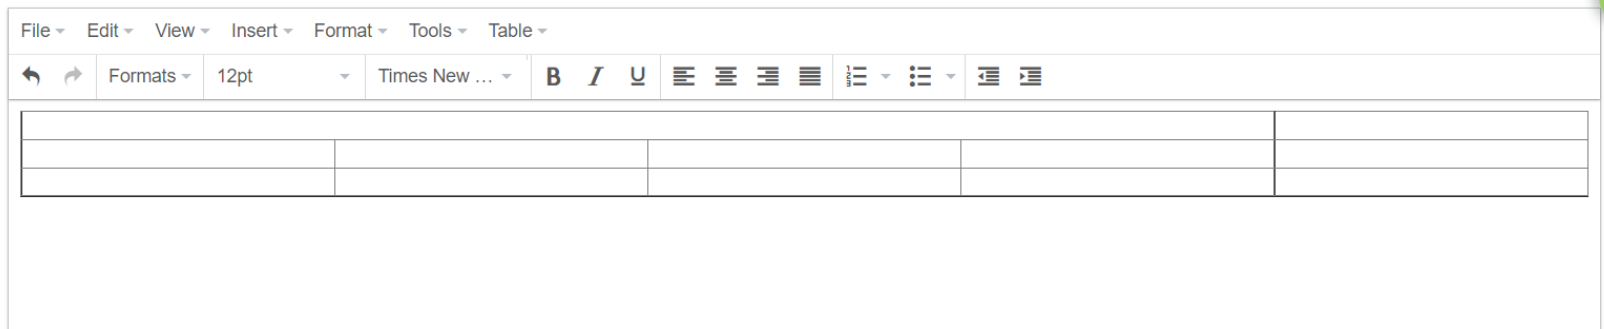 File Edit View Insert Format Tools Table
Formats 12pt Times New ... B I U